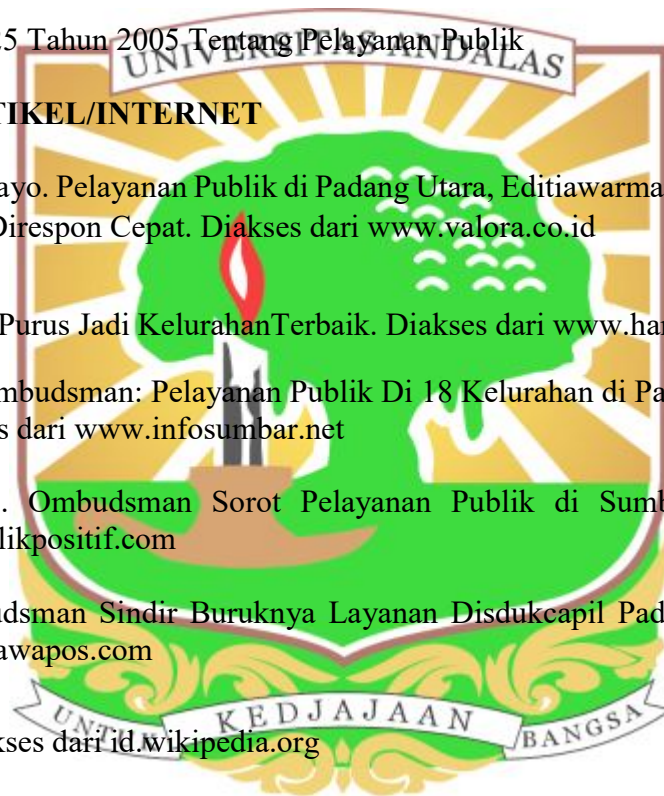 25 Tahun 2005 Tentang Pelayanan Publik
UNIVERSITAS ANDALAS
TIKEL/INTERNET
ayo. Pelayanan Publik di Padang Utara, Editiawarma
Direspon Cepat. Diakses dari www.valora.co.id
Purus Jadi KelurahanTerbaik. Diakses dari www.har
mbudsman: Pelayanan Publik Di 18 Kelurahan di Pa
s dari www.infosumbar.net
. Ombudsman Sorot Pelayanan Publik di Sumb
likpositif.com
udsman Sindir Buruknya Layanan Disdukcapil Pad
awapos.com
UNTUK KEDJAJAAN BANGSA
kses dari id.wikipedia.org